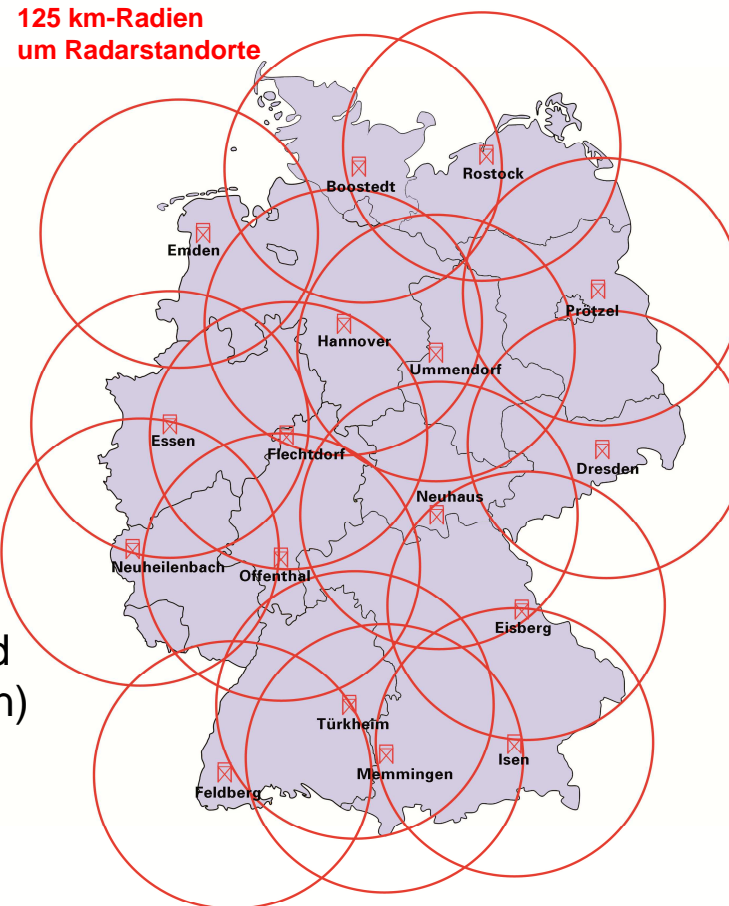 125 km-Radien
um Radarstandorte
Boostedt
Rostock
Emden
Prötzel
Hannover
Ummendorf
Essen
Flechtdorf
Dresden
Neuhaus
Neuheilenbach
Offenthal
Eisberg
d
n)
Türkheim
Memmingen
Isen
Feldberg